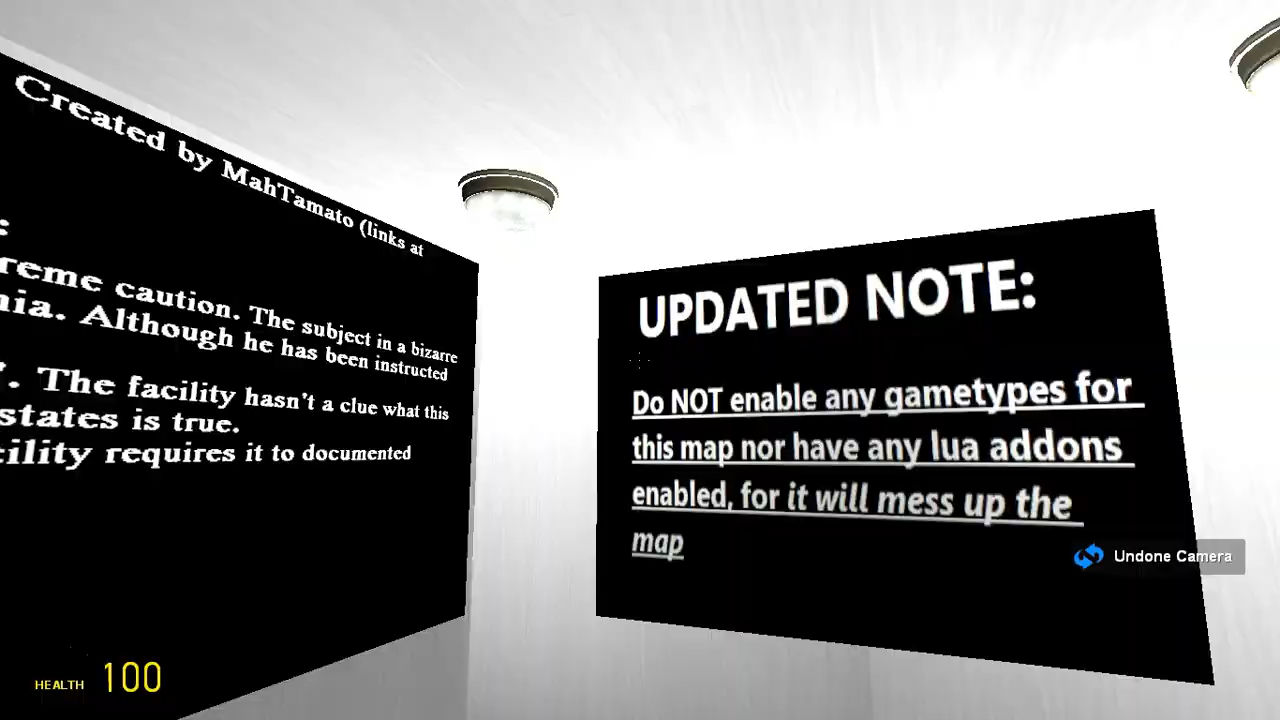 Created by MahTamato (links at
:
reme caution. The subject in a bizarre
nia. Although he has been instructed
. The facility hasn't a clue what this
states is true.
cility requires it to documented
UPDATED NOTE:
Do NOT enable any gametypes for
this map nor have any lua addons
enabled, for it will mess up the
map
Undone Camera
HEALTH 100